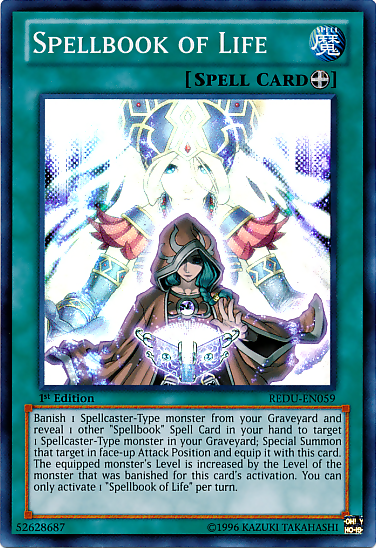 SPELLBOOK OF LIFE
魔
[SPELL CARD]
1st Edition
REDU-EN059
Banish 1 Spellcaster-Type monster from your Graveyard and
reveal 1 other "Spellbook" Spell Card in your hand to target
1 Spellcaster-Type monster in your Graveyard; Special Summon
that target in face-up Attack Position and equip it with this card.
The equipped monster's Level is increased by the Level of the
monster that was banished for this card's activation. You can
only activate 1 "Spellbook of Life" per turn.
52628687
©1996 KAZUKI TAKAHASHI